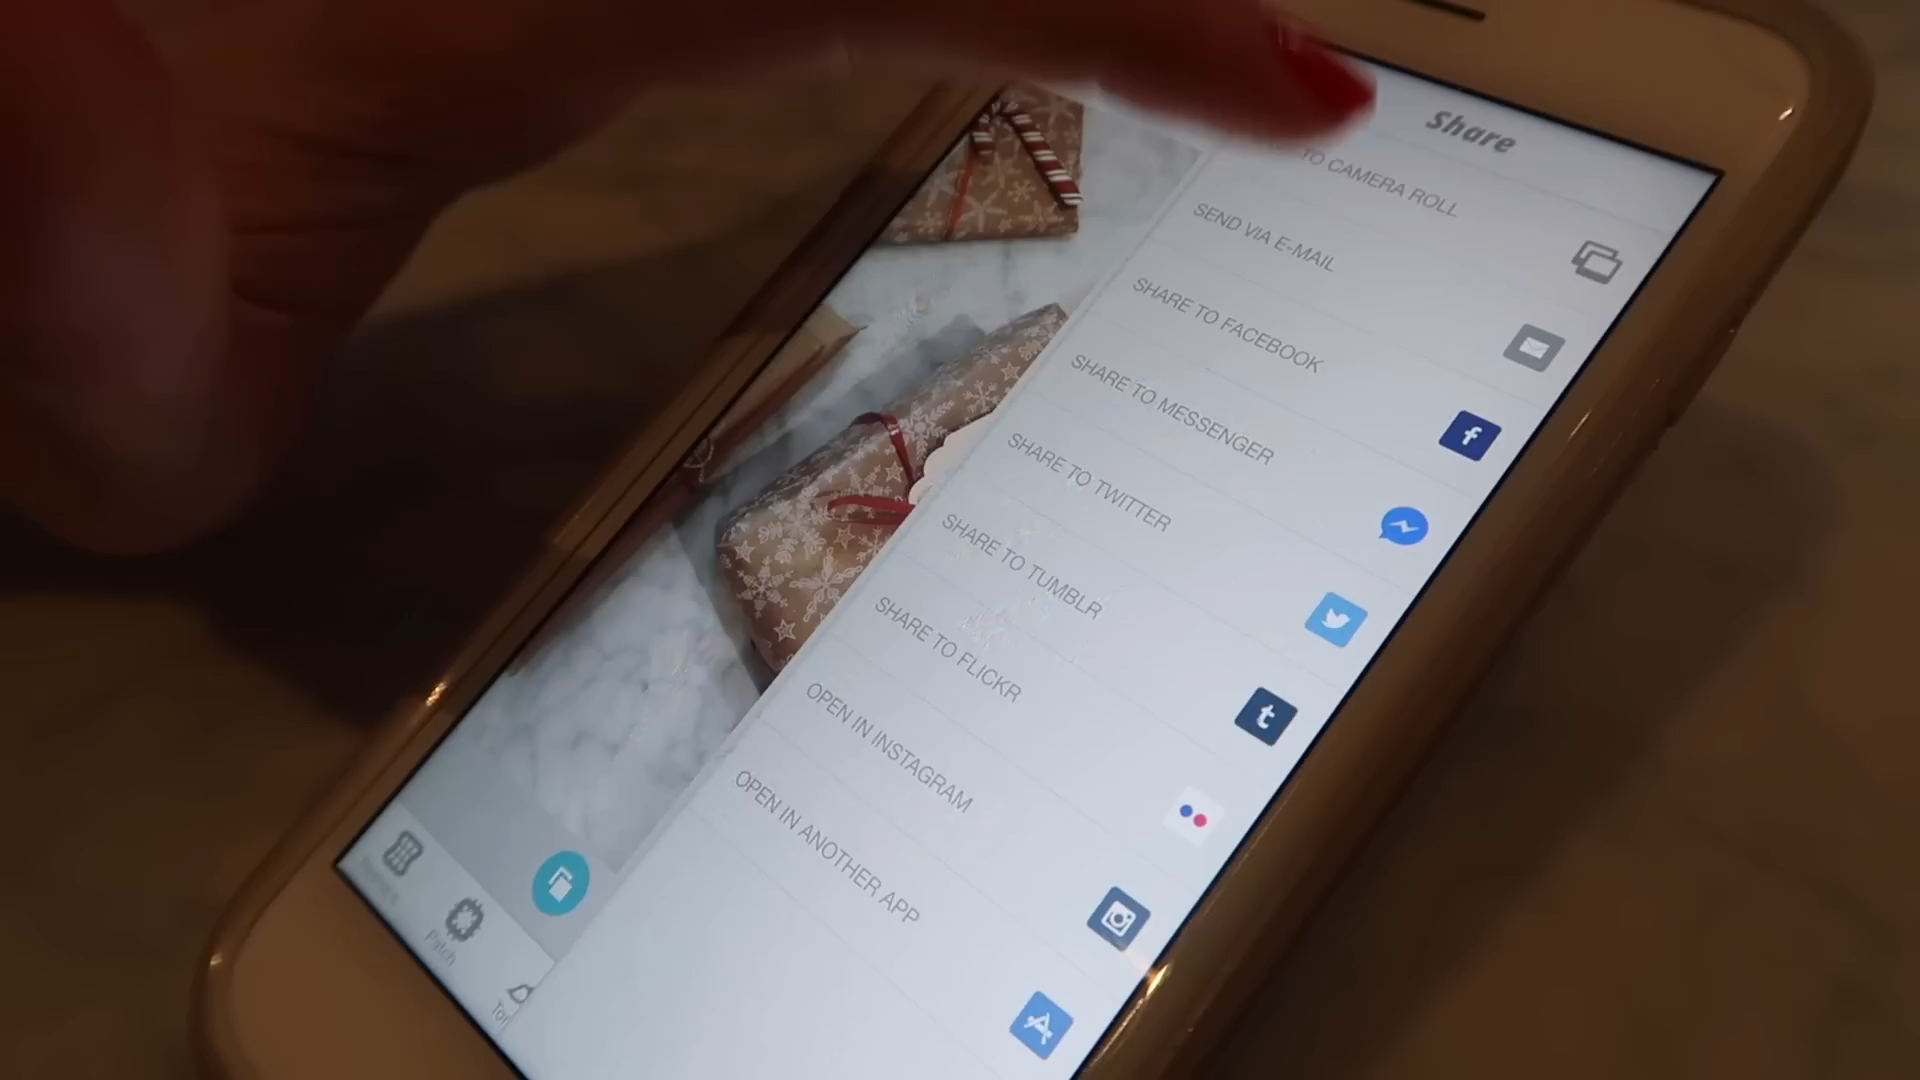 Share
TO CAMERA ROLL
SEND VIA E-MAIL
SHARE TO FACEBOOK
SHARE TO MESSENGER
SHARE TO TWITTER
SHARE TO TUMBLR
SHARE TO FLICKR
OPEN IN INSTAGRAM
OPEN IN ANOTHER APP
Patch